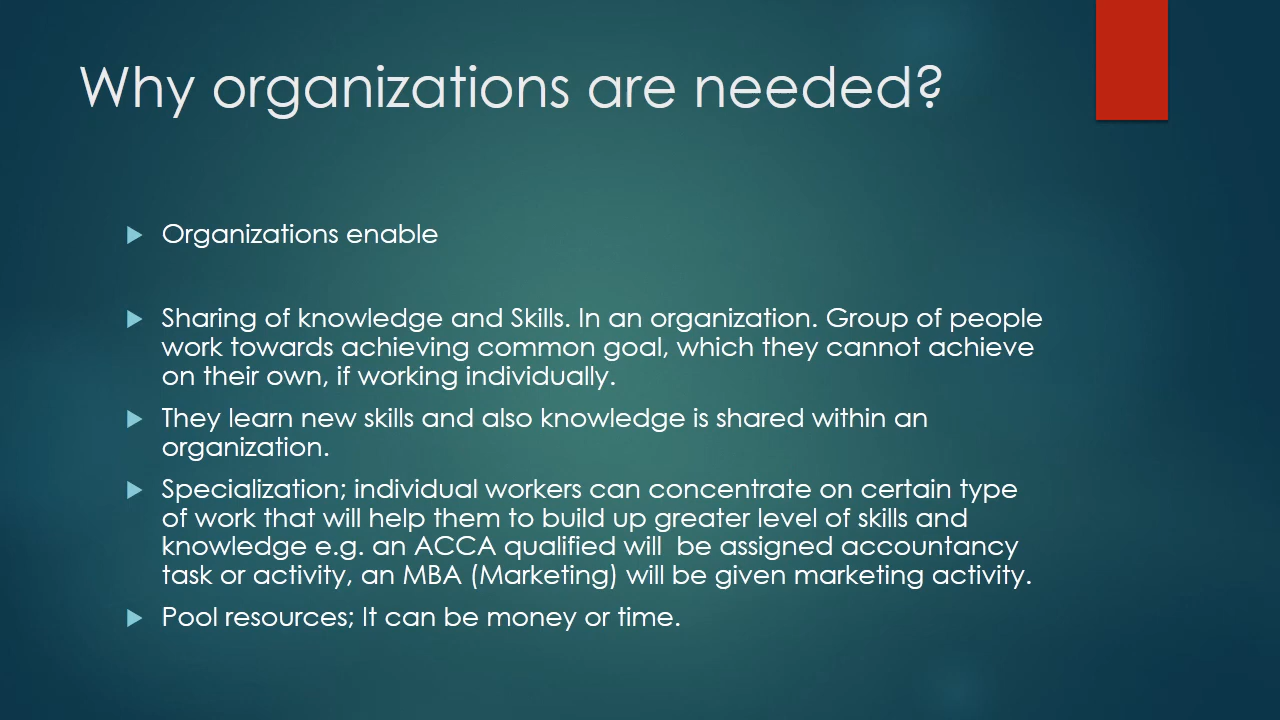 Why organizations are needed?
Organizations enable
Sharing of knowledge and Skills. In an organization. Group of people
work towards achieving common goal, which they cannot achieve
on their own, if working individually.
They learn new skills and also knowledge is shared within an
organization.
Specialization; individual workers can concentrate on certain type
of work that will help them to build up greater level of skills and
knowledge e.g. an ACCA qualified will  be assigned accountancy
task or activity, an MBA (Marketing) will be given marketing activity.
Pool resources; It can be money or time.